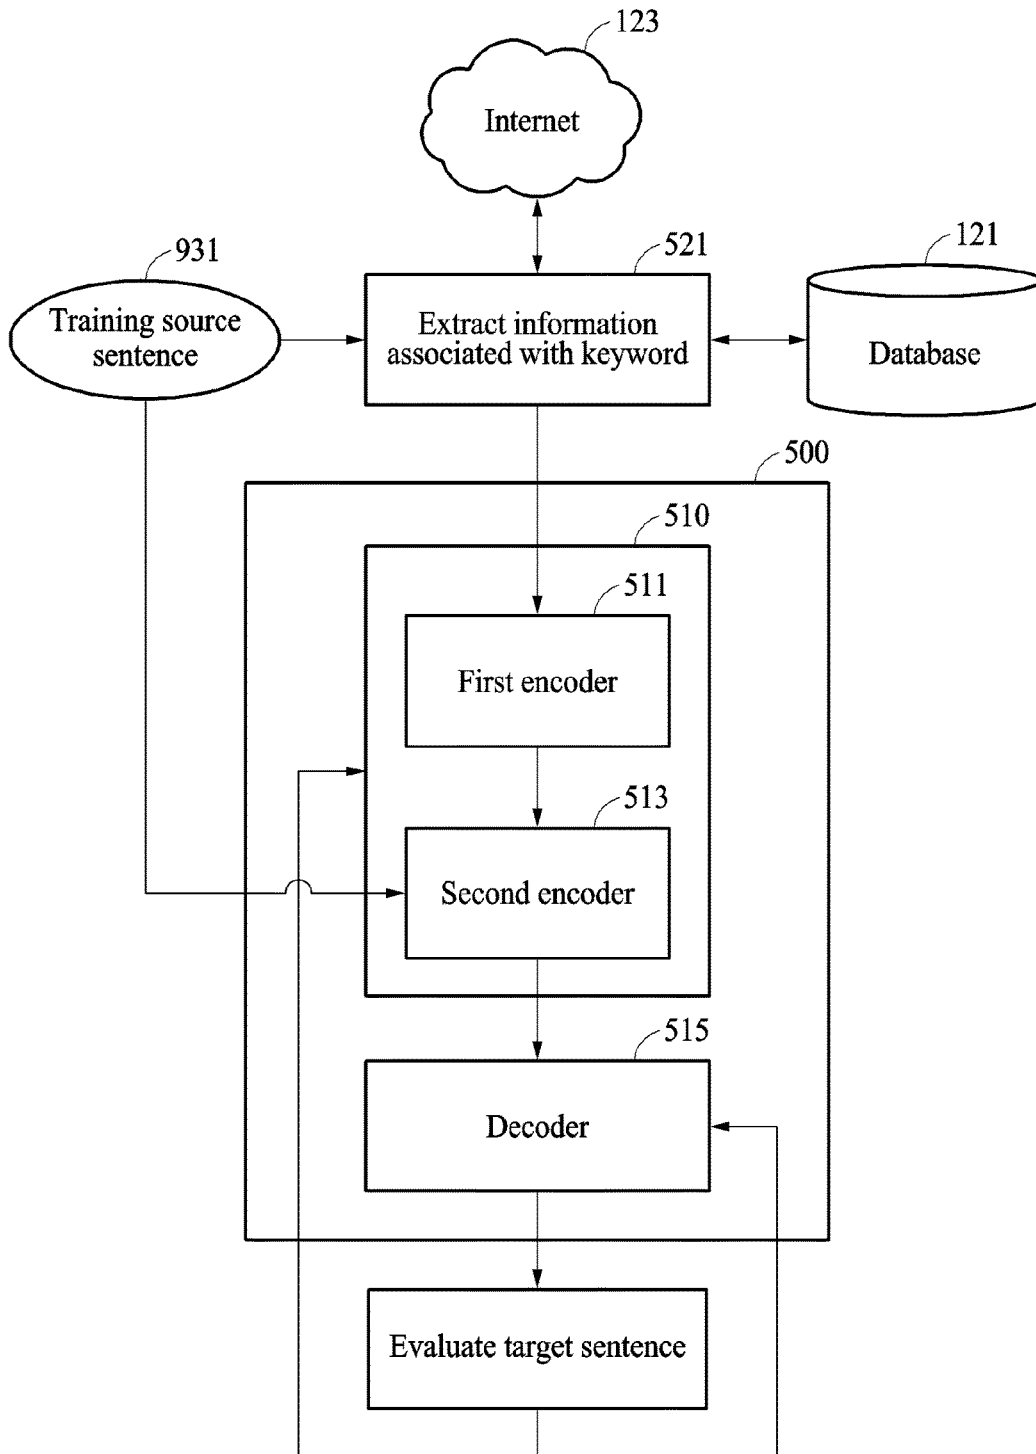 123
Internet
931
521
121
Training source
sentence
Extract information
associated with keyword
Database
500
510
511
First encoder
513
Second encoder
515
Decoder
Evaluate target sentence